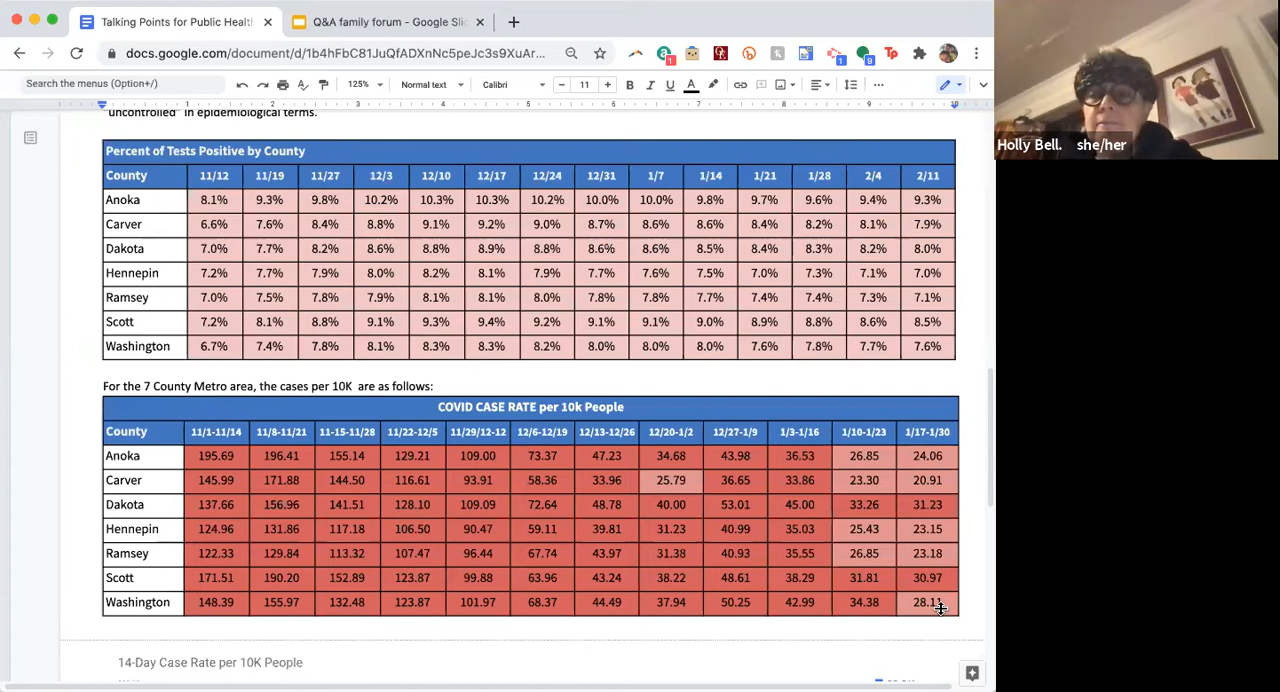 Talking Points for Public Healt
Q&A family forum - Google Slic
docs.google.com/document/d/1b4hFbC81JuQfADXnNc5peJc3s9XuAr...
Search the menus (Option+/)
125%
Normal text
Calibri
11
1 2 3 4 5 6 7 8 9 10
"uncontrolled" in epidemiological terms.
Percent of Tests Positive by County
County 11/12 11/19 11/27 12/3 12/10 12/17 12/24 12/31 1/7 1/14 1/21 1/28 2/4 2/11
Anoka 8.1% 9.3% 9.8% 10.2% 10.3% 10.3% 10.2% 10.0% 10.0% 9.8% 9.7% 9.6% 9.4% 9.3%
Carver 6.6% 7.6% 8.4% 8.8% 9.1% 9.2% 9.0% 8.7% 8.6% 8.6% 8.4% 8.2% 8.1% 7.9%
Dakota 7.0% 7.7% 8.2% 8.6% 8.8% 8.9% 8.8% 8.6% 8.6% 8.5% 8.4% 8.3% 8.2% 8.0%
Hennepin 7.2% 7.7% 7.9% 8.0% 8.2% 8.1% 7.9% 7.7% 7.6% 7.5% 7.0% 7.3% 7.1% 7.0%
Ramsey 7.0% 7.5% 7.8% 7.9% 8.1% 8.1% 8.0% 7.8% 7.8% 7.7% 7.4% 7.4% 7.3% 7.1%
Scott 7.2% 8.1% 8.8% 9.1% 9.3% 9.4% 9.2% 9.1% 9.1% 9.0% 8.9% 8.8% 8.6% 8.5%
Washington 6.7% 7.4% 7.8% 8.1% 8.3% 8.3% 8.2% 8.0% 8.0% 8.0% 7.6% 7.8% 7.7% 7.6%
For the 7 County Metro area, the cases per 10K are as follows:
COVID CASE RATE per 10k People
County 11/1-11/14 11/8-11/21 11-15-11/28 11/22-12/5 11/29/12-12 12/6-12/19 12/13-12/26 12/20-1/2 12/27-1/9 1/3-1/16 1/10-1/23 1/17-1/30
Anoka 195.69 196.41 155.14 129.21 109.00 73.37 47.23 34.68 43.98 36.53 26.85 24.06
Carver 145.99 171.88 144.50 116.61 93.91 58.36 33.96 25.79 36.65 33.86 23.30 20.91
Dakota 137.66 156.96 141.51 128.10 109.09 72.64 48.78 40.00 53.01 45.00 33.26 31.23
Hennepin 124.96 131.86 117.18 106.50 90.47 59.11 39.81 31.23 40.99 35.03 25.43 23.15
Ramsey 122.33 129.84 113.32 107.47 96.44 67.74 43.97 31.38 40.93 35.55 26.85 23.18
Scott 171.51 190.20 152.89 123.87 99.88 63.96 43.24 38.22 48.61 38.29 31.81 30.97
Washington 148.39 155.97 132.48 123.87 101.97 68.37 44.49 37.94 50.25 42.99 34.38
14-Day Case Rate per 10K People
Holly Bell. she/her